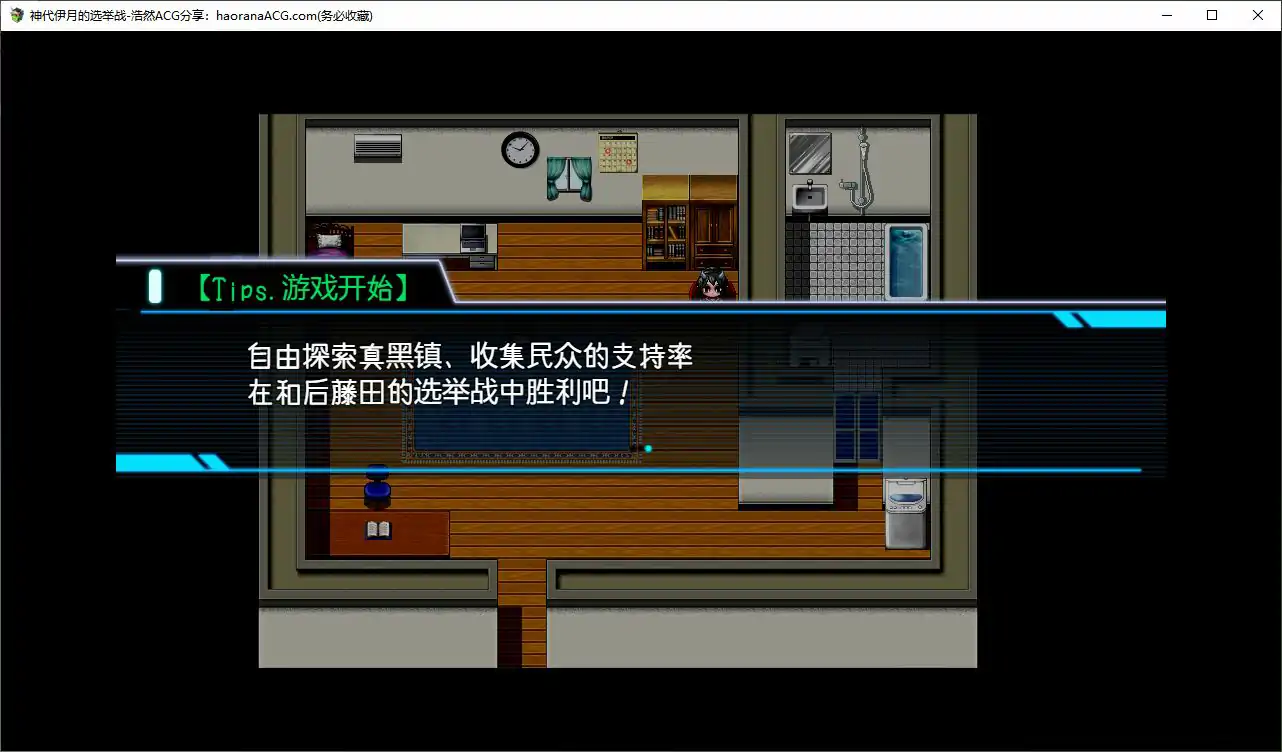 神代伊月的选举战-浩然ACG分享：haoranaACG.com(务必收藏)
【Tips.游戏开始】
自由探索真黑镇、收集民众的支持率
在和后藤田的选举战中胜利吧！